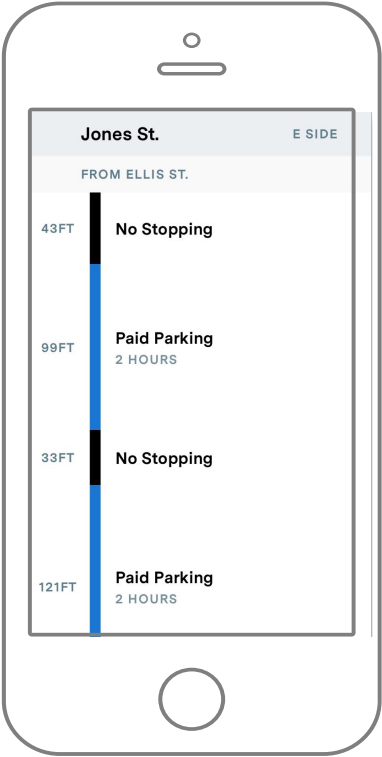 Jones St. E SIDE
FROM ELLIS ST.
43FT No Stopping
99FT Paid Parking
2 HOURS
33FT No Stopping
121FT Paid Parking
2 HOURS